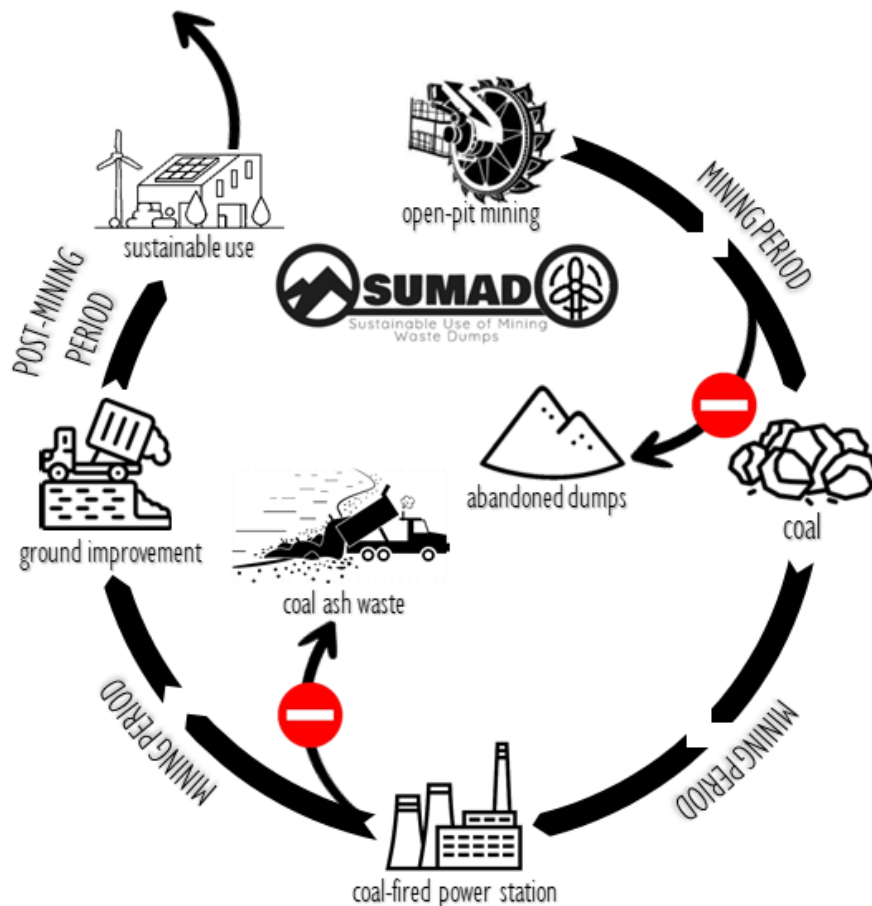 open-pit mining
MINING PERIOD
sustainable use
SUMAD
Sustainable Use of Mining
Waste Dumps
POST-MINING
PERIOD
abandoned dumps
coal
ground improvement
coal ash waste
MINING PERIOD
MINING PERIOD
coal-fired power station